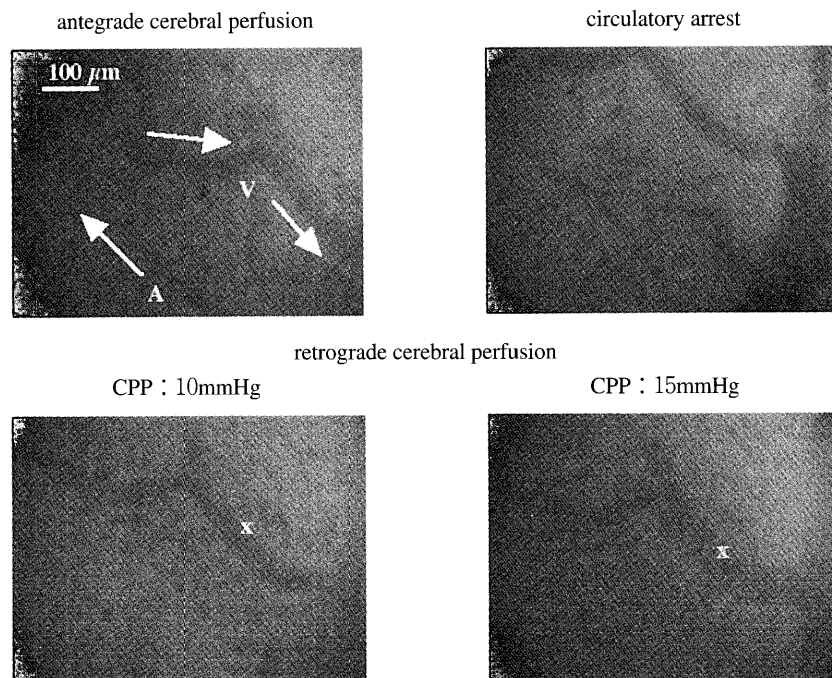 antegrade cerebral perfusion
circulatory arrest
100 µm
V
A
retrograde cerebral perfusion
CPP : 10mmHg
CPP : 15mmHg
x
x